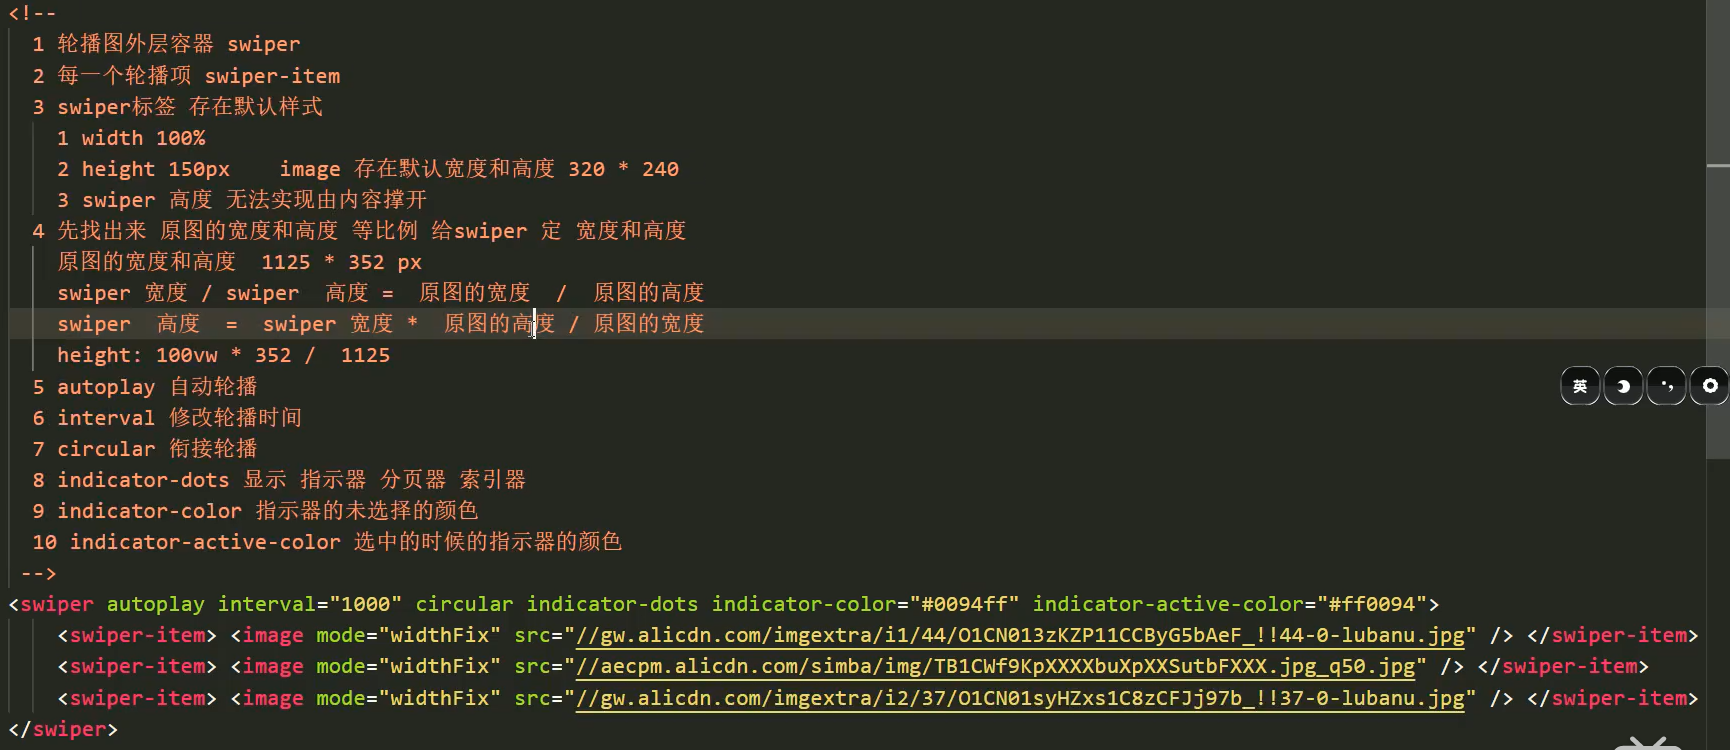 <!--
1 轮播图外层容器 swiper
2 每一个轮播项 swiper-item
3 swiper标签 存在默认样式
1 width 100%
2 height 150px    image 存在默认宽度和高度 320 * 240
3 swiper 高度 无法实现由内容撑开
4 先找出来 原图的宽度和高度 等比例 给swiper 定 宽度和高度
原图的宽度和高度  1125 * 352 px
swiper 宽度 / swiper  高度 =  原图的宽度  /  原图的高度
swiper  高度  =  swiper 宽度 *  原图的高度 / 原图的宽度
height: 100vw * 352 /  1125
5 autoplay 自动轮播
英
6 interval 修改轮播时间
7 circular 衔接轮播
8 indicator-dots 显示 指示器 分页器 索引器
9 indicator-color 指示器的未选择的颜色
10 indicator-active-color 选中的时候的指示器的颜色
-->
<swiper autoplay interval="1000" circular indicator-dots indicator-color="#0094ff" indicator-active-color="#ff0094">
<swiper-item> <image mode="widthFix" src="//gw.alicdn.com/imgextra/i1/44/O1CN013zKZP11CCByG5bAeF_!!44-0-lubanu.jpg" /> </swiper-item>
<swiper-item> <image mode="widthFix" src="//aecpm.alicdn.com/simba/img/TB1CWf9KpXXXXbuXpXXSutbFXXX.jpg_q50.jpg" /> </swiper-item>
<swiper-item> <image mode="widthFix" src="//gw.alicdn.com/imgextra/i2/37/O1CN01syHZxs1C8zCFJj97b_!!37-0-lubanu.jpg" /> </swiper-item>
</swiper>